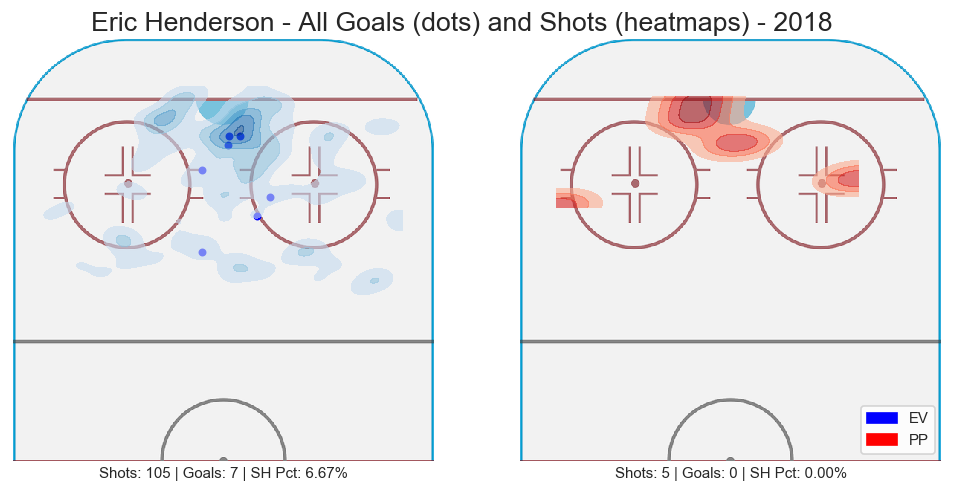 Eric Henderson - All Goals (dots) and Shots (heatmaps) - 2018
EV
PP
Shots: 105 | Goals: 7 | SH Pct: 6.67%
Shots: 5 | Goals: 0 | SH Pct: 0.00%